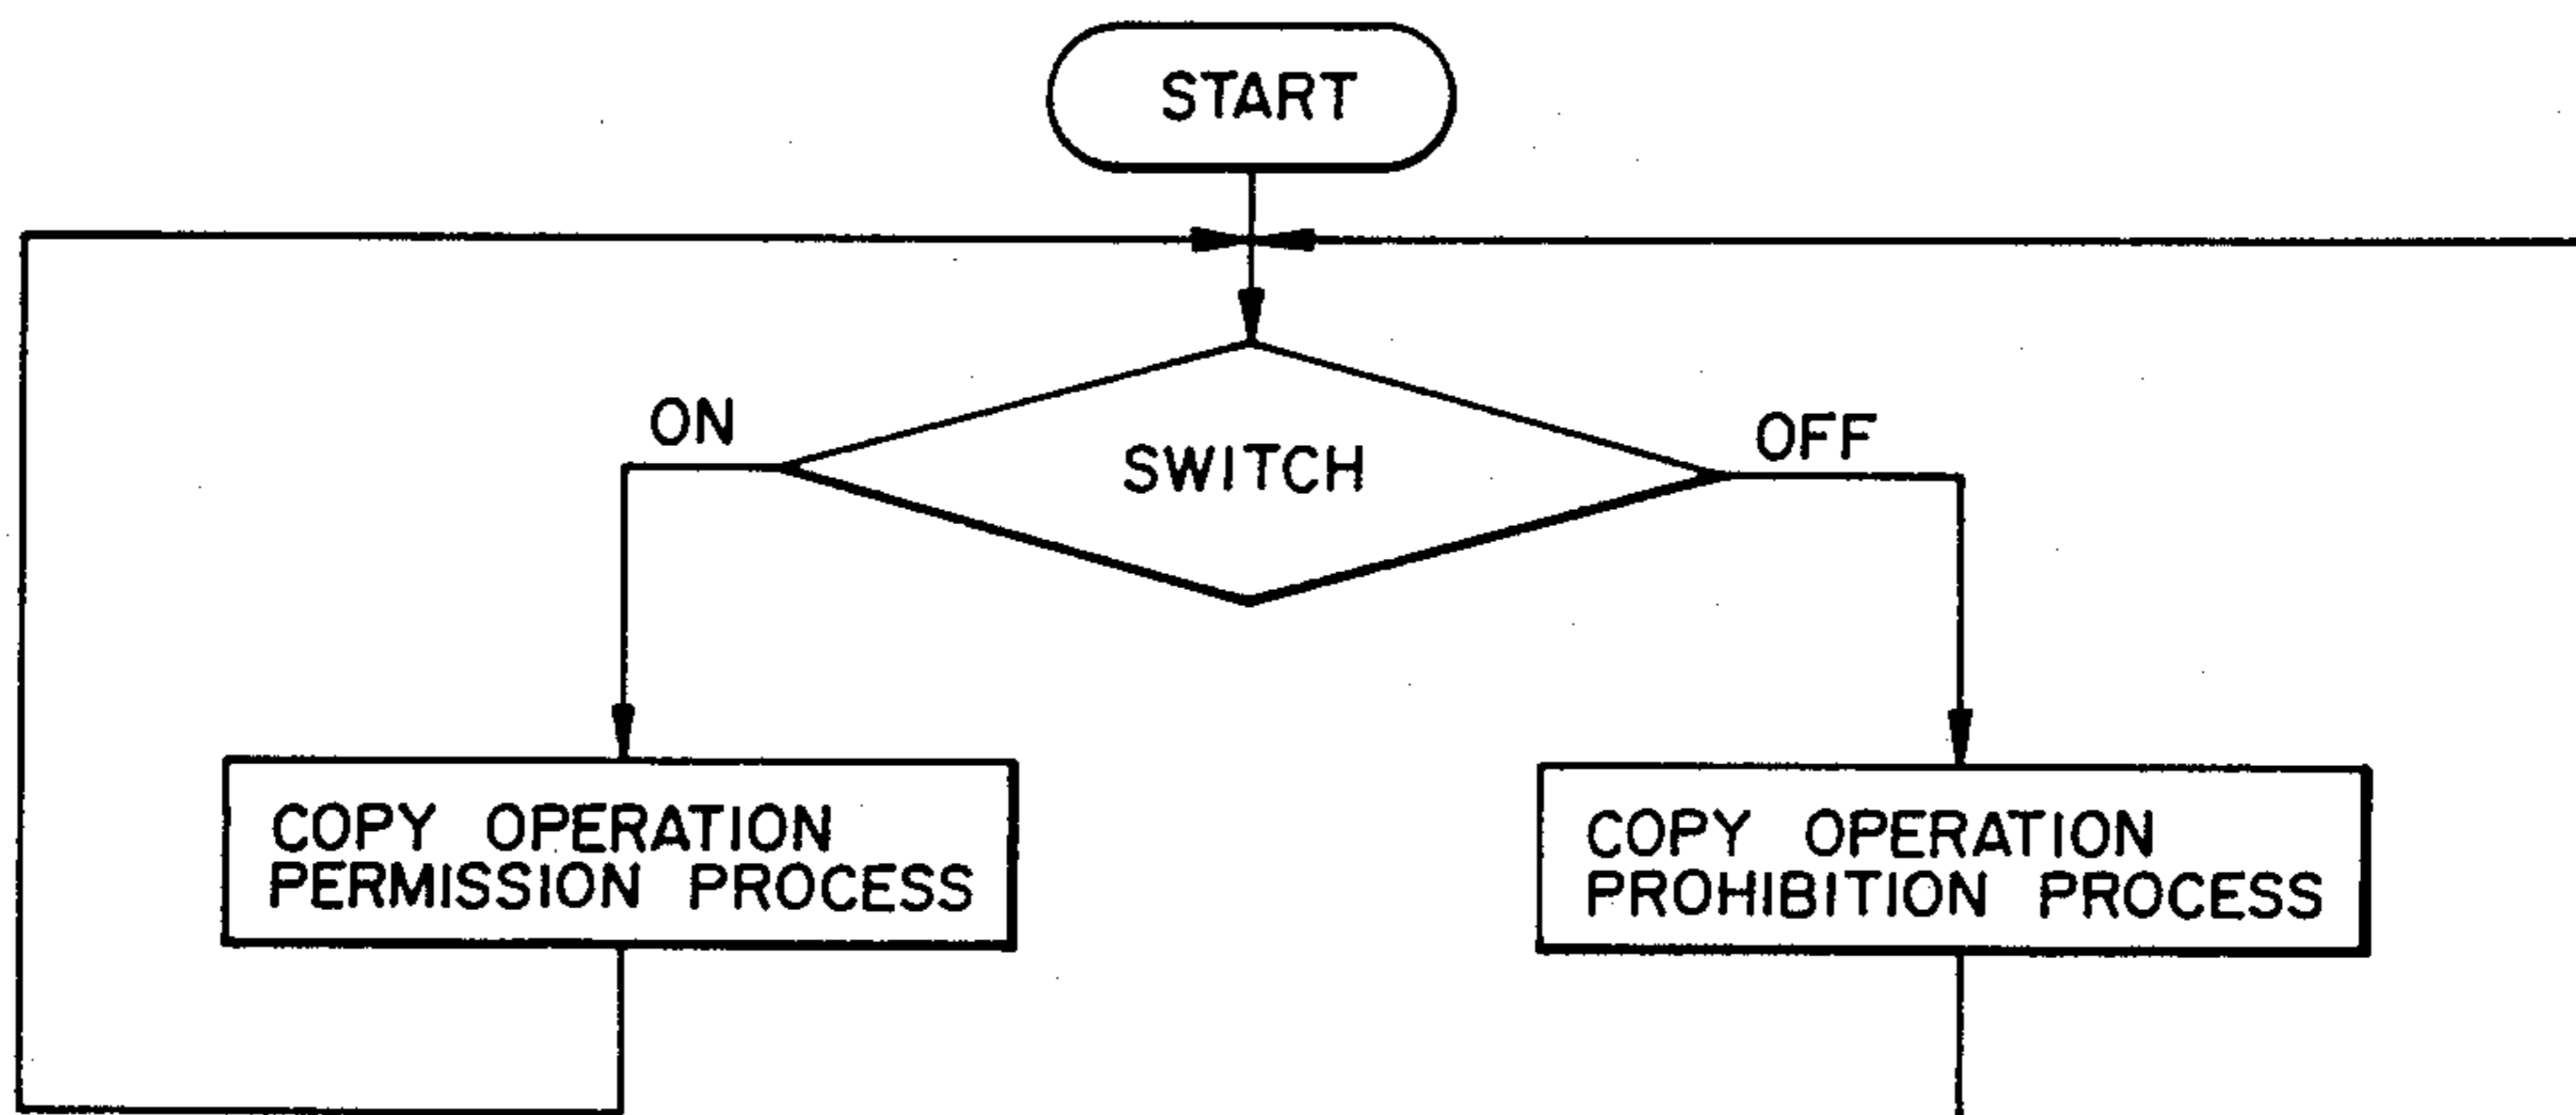 START
ON
SWITCH
OFF
COPY OPERATION
PERMISSION PROCESS
COPY OPERATION
PROHIBITION PROCESS